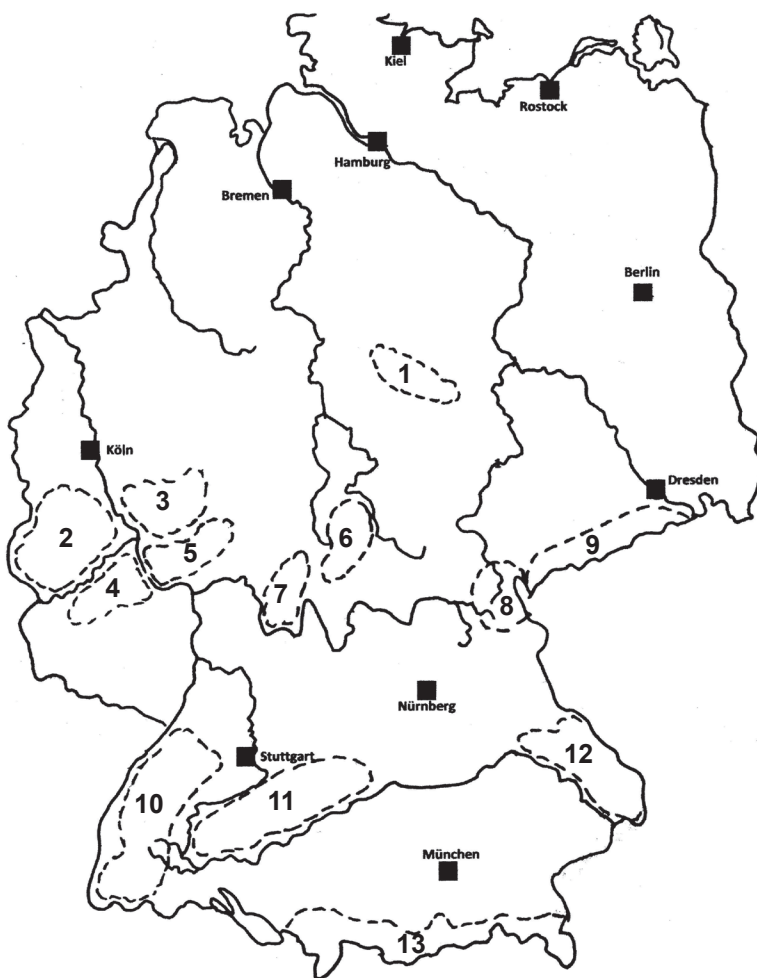 Kiel
Rostock
Hamburg
Bremen
Berlin
1
Köln
Dresden
3
2
6
5
9
4
7
8
Nürnberg
Stuttgart
12
10
11
München
13